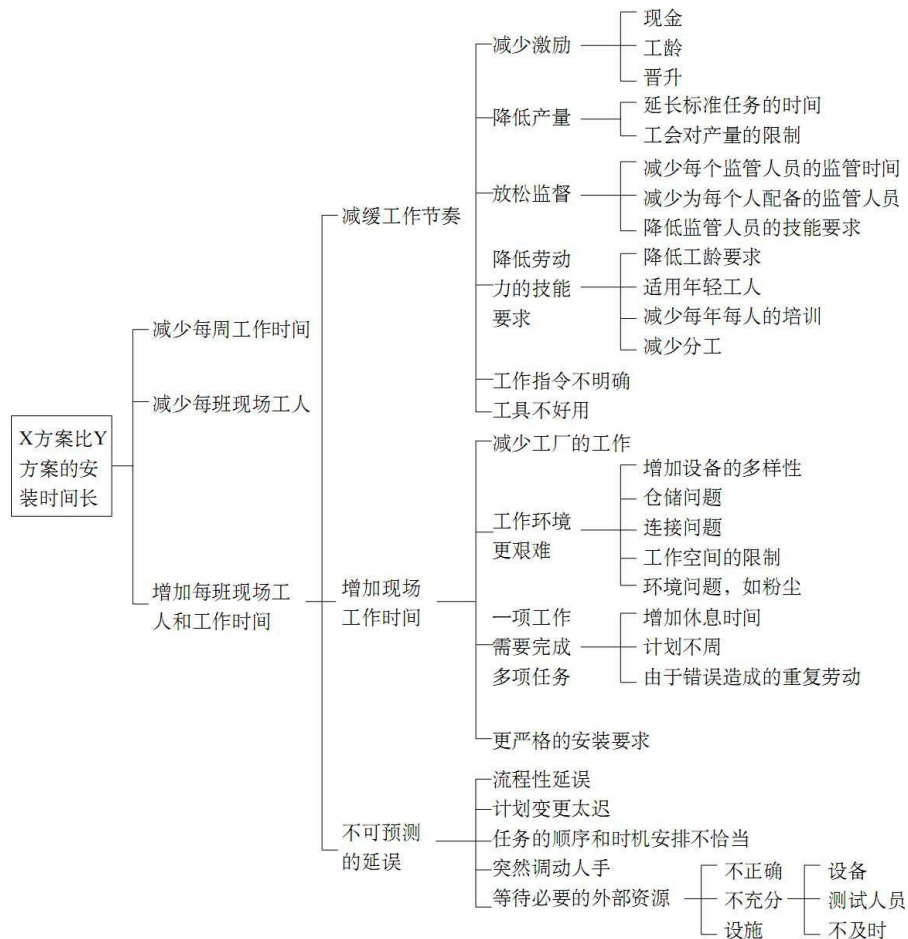 X方案比Y
方案的安
装时间长
减少每周工作时间
减少每班现场工人
增加每班现场工
人和工作时间
减缓工作节奏
减少激励
现金
工龄
晋升
降低产量
延长标准任务的时间
工会对产量的限制
放松监督
减少每个监管人员的监管时间
减少为每个人配备的监管人员
降低监管人员的技能要求
降低劳动
力的技能
要求
降低工龄要求
适用年轻工人
减少每年每人的培训
减少分工
工作指令不明确
工具不好用
增加现场
工作时间
减少工厂的工作
工作环境
更艰难
增加设备的多样性
仓储问题
连接问题
工作空间的限制
环境问题，如粉尘
一项工作
需要完成
多项任务
增加休息时间
计划不周
由于错误造成的重复劳动
更严格的安装要求
不可预测
的延误
流程性延误
计划变更太迟
任务的顺序和时机安排不恰当
突然调动人手
等待必要的外部资源
不正确
不充分
设施
设备
测试人员
不及时